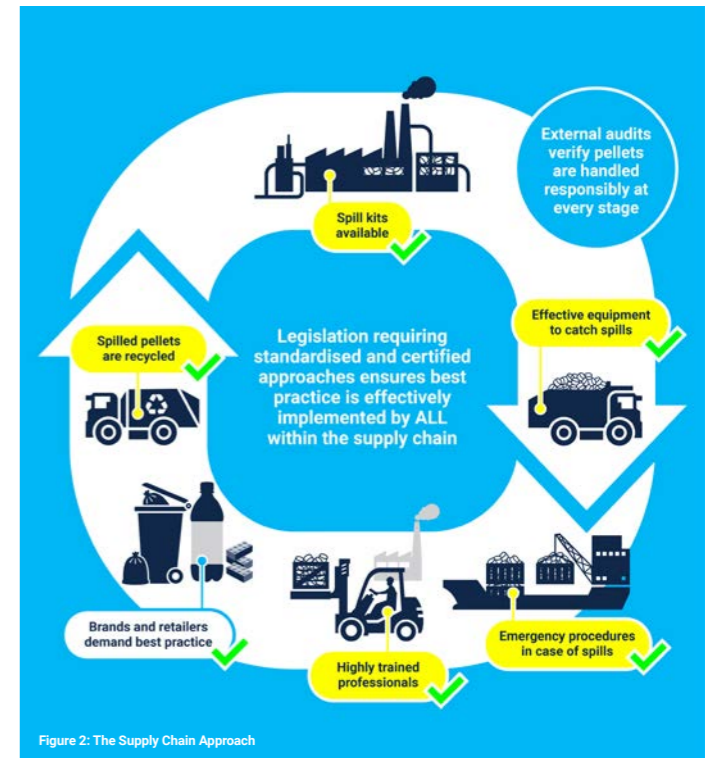 External audits
verify pellets
are handled
responsibly at
every stage
Spill kits
available
Effective equipment
to catch spills
Spilled pellets
are recycled
Legislation requiring
standardised and certified
approaches ensures best
practice is effectively
implemented by ALL
within the supply chain
Brands and retailers
demand best practice
Highly trained
professionals
Emergency procedures
in case of spills
Figure 2: The Supply Chain Approach